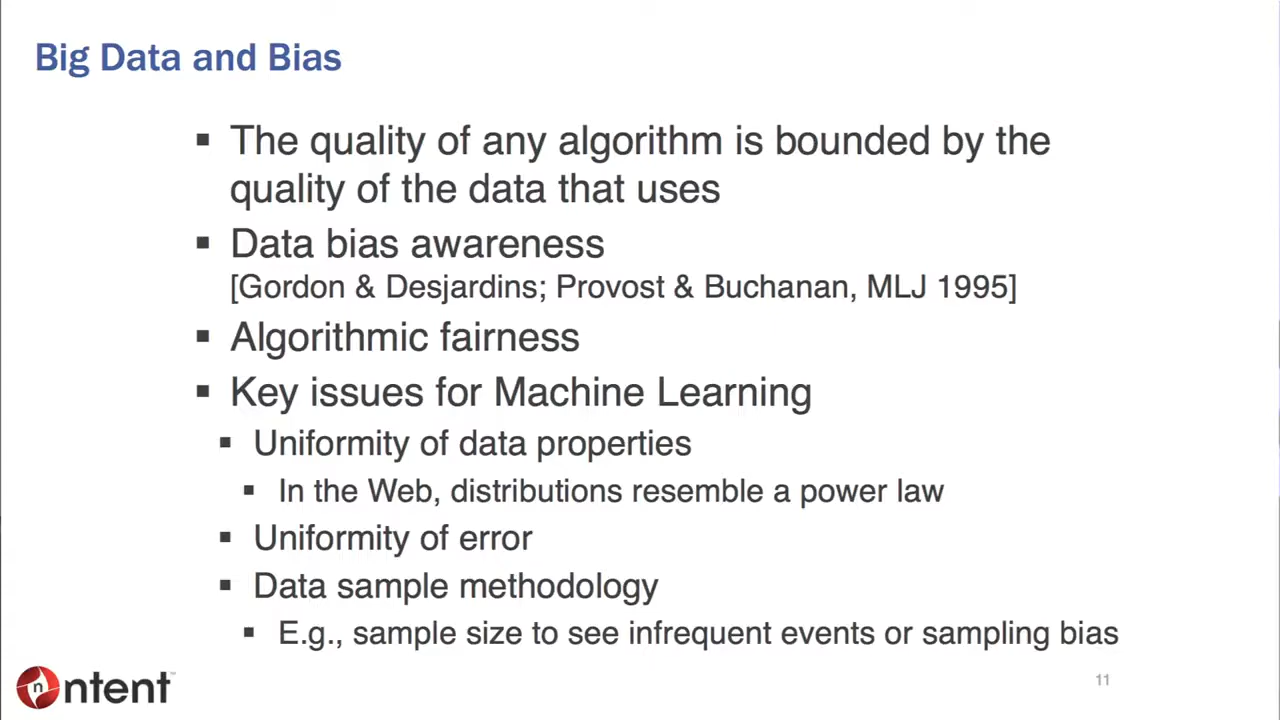 Big Data and Bias
▪ The quality of any algorithm is bounded by the
quality of the data that uses
▪ Data bias awareness
[Gordon & Desjardins; Provost & Buchanan, MLJ 1995]
▪ Algorithmic fairness
▪ Key issues for Machine Learning
▪ Uniformity of data properties
▪ In the Web, distributions resemble a power law
▪ Uniformity of error
▪ Data sample methodology
▪ E.g., sample size to see infrequent events or sampling bias
n ntent™
11